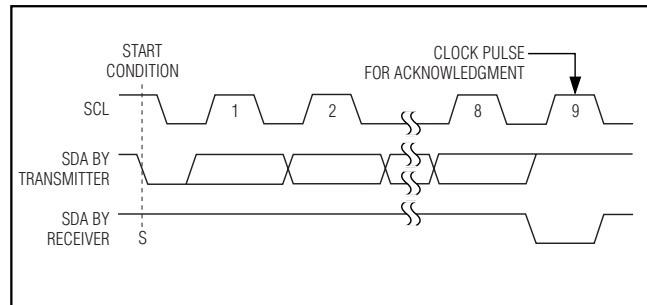 START
CONDITION
CLOCK PULSE
FOR ACKNOWLEDGMENT
SCL
1
2
8
9
SDA BY
TRANSMITTER
SDA BY
RECEIVER
S